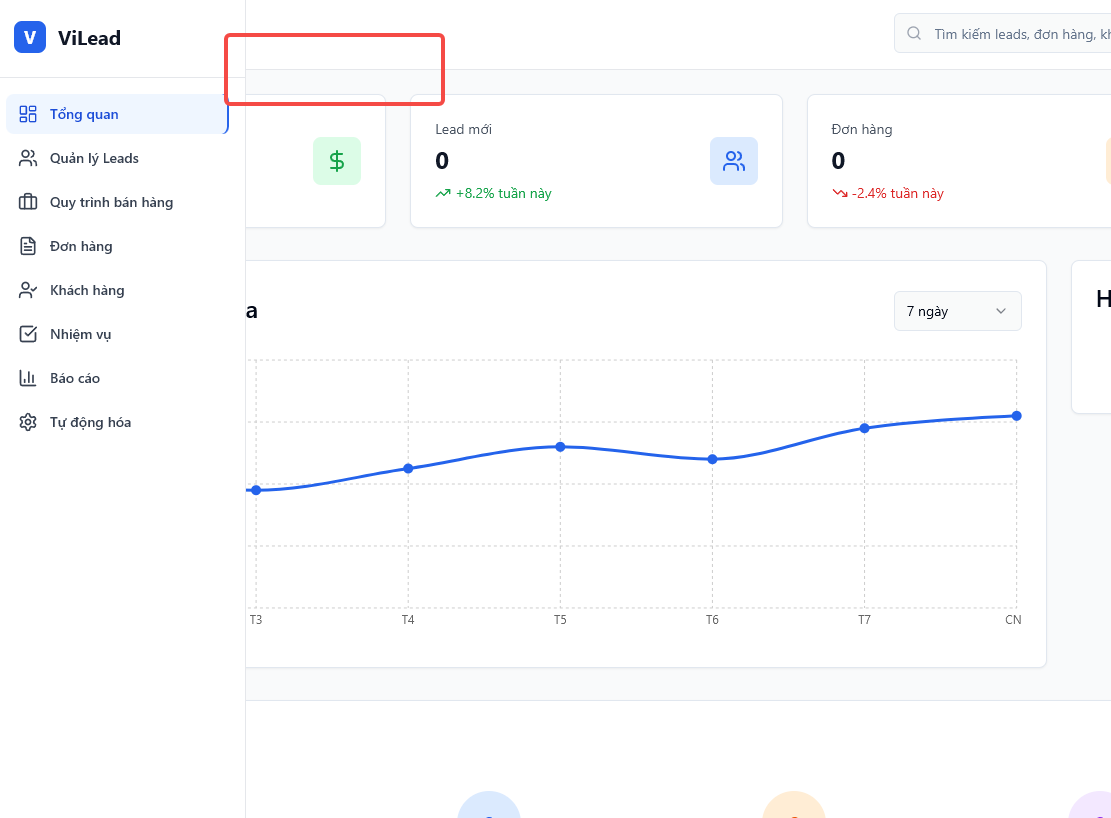 V ViLead
Tìm kiếm leads, đơn hàng,
Tổng quan
Quản lý Leads
Quy trình bán hàng
Đơn hàng
Khách hàng
Nhiệm vụ
Báo cáo
Tự động hóa
Lead mới
0
+8.2% tuần này
Đơn hàng
0
-2.4% tuần này
a
7 ngày
H
T3 T4 T5 T6 T7 CN